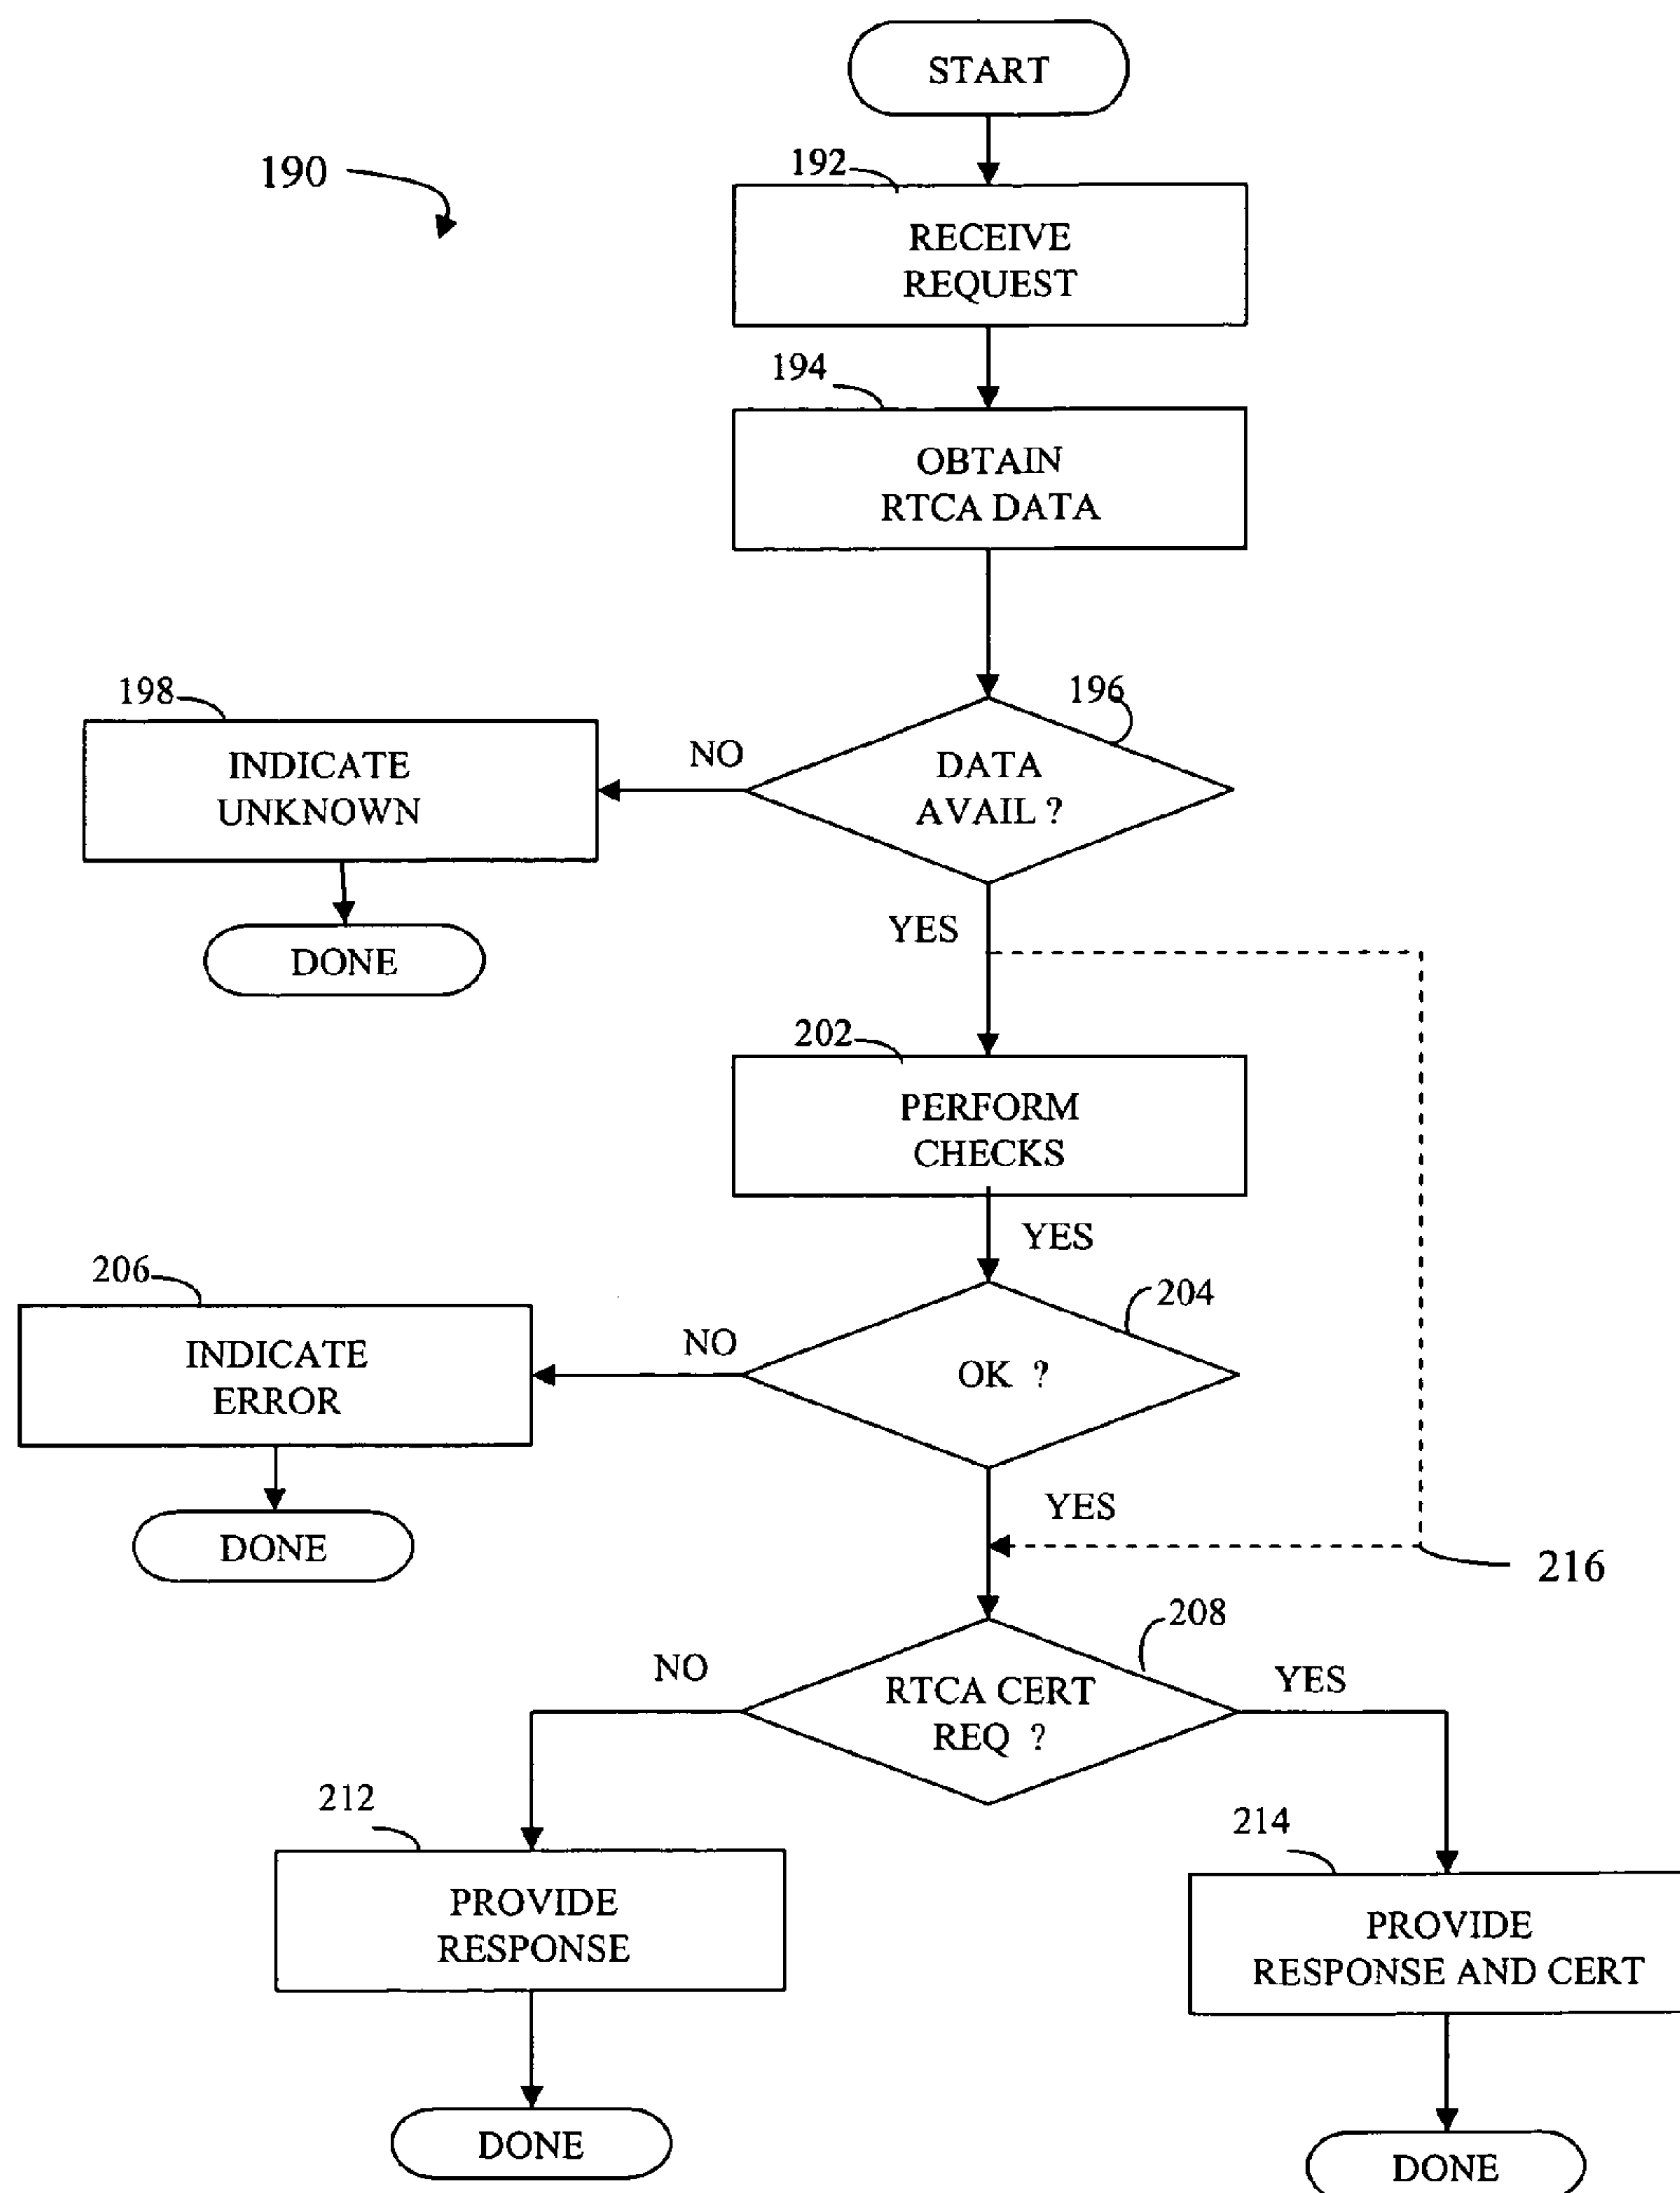 START
190
192
RECEIVE
REQUEST
194
OBTAIN
RTCA DATA
196
198
INDICATE
UNKNOWN
NO
DATA
AVAIL ?
DONE
YES
202
PERFORM
CHECKS
YES
206
204
INDICATE
ERROR
NO
OK ?
DONE
YES
216
208
NO
RTCA CERT
REQ ?
YES
212
214
PROVIDE
RESPONSE
PROVIDE
RESPONSE AND CERT
DONE
DONE